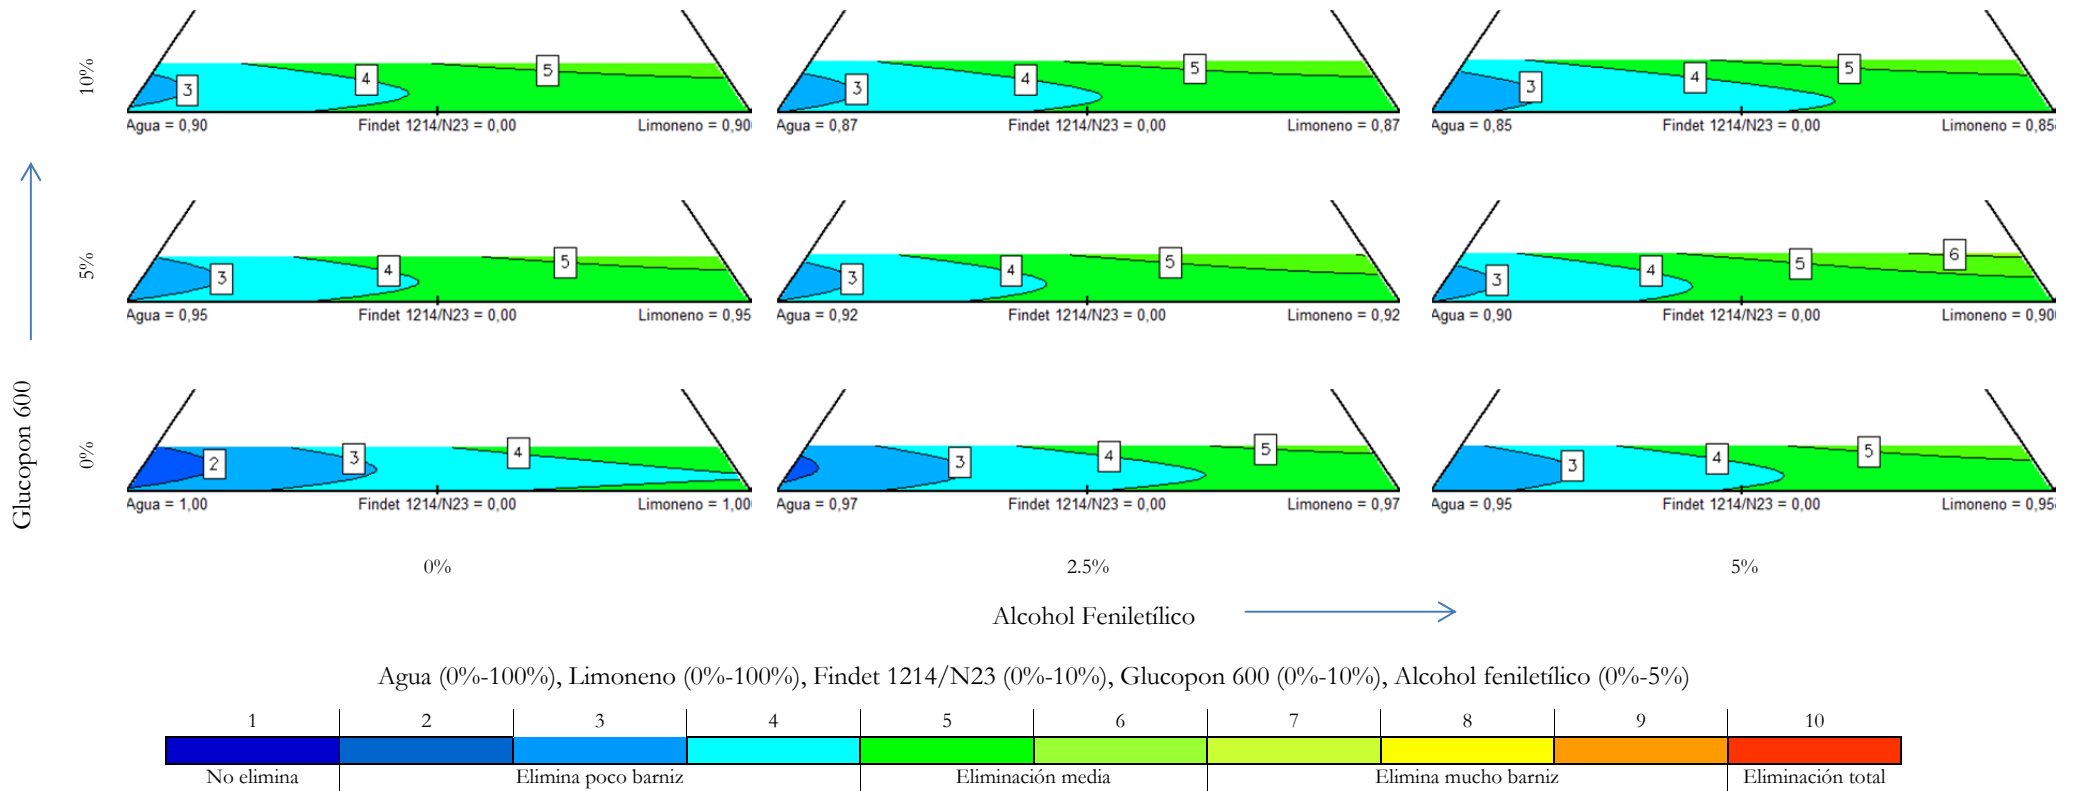 10%
3
4
5
Agua = 0,90 Findet 1214/N23 = 0,00 Limoneno = 0,90
3
4
5
Agua = 0,87 Findet 1214/N23 = 0,00 Limoneno = 0,87
3
4
5
Agua = 0,85 Findet 1214/N23 = 0,00 Limoneno = 0,85
5%
3
4
5
Agua = 0,95 Findet 1214/N23 = 0,00 Limoneno = 0,95
3
4
5
Agua = 0,92 Findet 1214/N23 = 0,00 Limoneno = 0,92
3
4
5
6
Agua = 0,90 Findet 1214/N23 = 0,00 Limoneno = 0,90
Glucopon 600
0%
2
3
4
Agua = 1,00 Findet 1214/N23 = 0,00 Limoneno = 1,00
3
4
5
Agua = 0,97 Findet 1214/N23 = 0,00 Limoneno = 0,97
3
4
5
Agua = 0,95 Findet 1214/N23 = 0,00 Limoneno = 0,95
0% 2.5% 5%
Alcohol Feniletílico
Agua (0%-100%), Limoneno (0%-100%), Findet 1214/N23 (0%-10%), Glucopon 600 (0%-10%), Alcohol feniletílico (0%-5%)
1 2 3 4 5 6 7 8 9 10
No elimina Elimina poco barniz Eliminación media Elimina mucho barniz Eliminación total